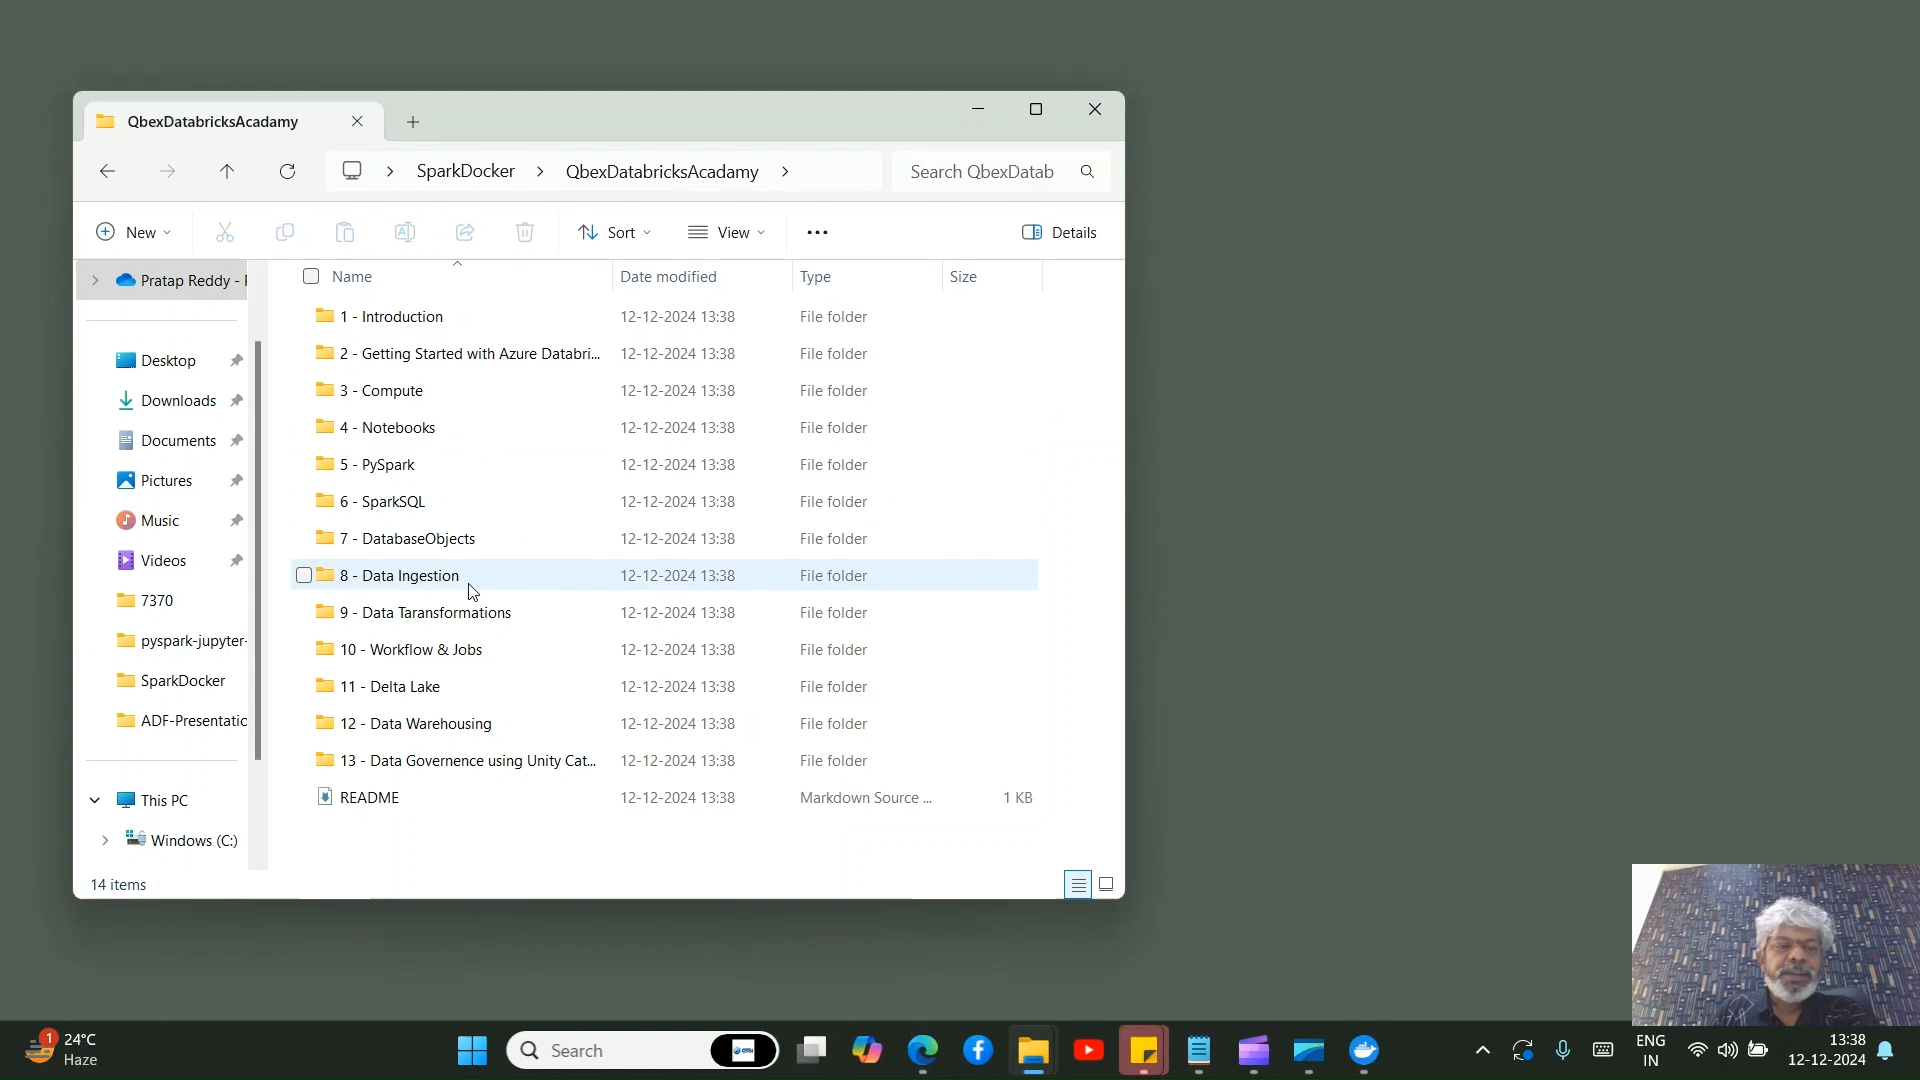 QbexDatabricksAcadamy
SparkDocker > QbexDatabricksAcadamy >
Search QbexDatab
New
Sort
View
Details
Pratap Reddy -
Name Date modified Type Size
1 - Introduction 12-12-2024 13:38 File folder
2 - Getting Started with Azure Databri... 12-12-2024 13:38 File folder
3 - Compute 12-12-2024 13:38 File folder
4 - Notebooks 12-12-2024 13:38 File folder
5 - PySpark 12-12-2024 13:38 File folder
6 - SparkSQL 12-12-2024 13:38 File folder
7 - DatabaseObjects 12-12-2024 13:38 File folder
8 - Data Ingestion 12-12-2024 13:38 File folder
9 - Data Taransformations 12-12-2024 13:38 File folder
10 - Workflow & Jobs 12-12-2024 13:38 File folder
11 - Delta Lake 12-12-2024 13:38 File folder
12 - Data Warehousing 12-12-2024 13:38 File folder
13 - Data Governence using Unity Cat... 12-12-2024 13:38 File folder
README 12-12-2024 13:38 Markdown Source ... 1 KB
Desktop
Downloads
Documents
Pictures
Music
Videos
7370
pyspark-jupyter-
SparkDocker
ADF-Presentatio
This PC
Windows (C:)
14 items
1
24°C
Haze
Search
ENG
IN
13:38
12-12-2024